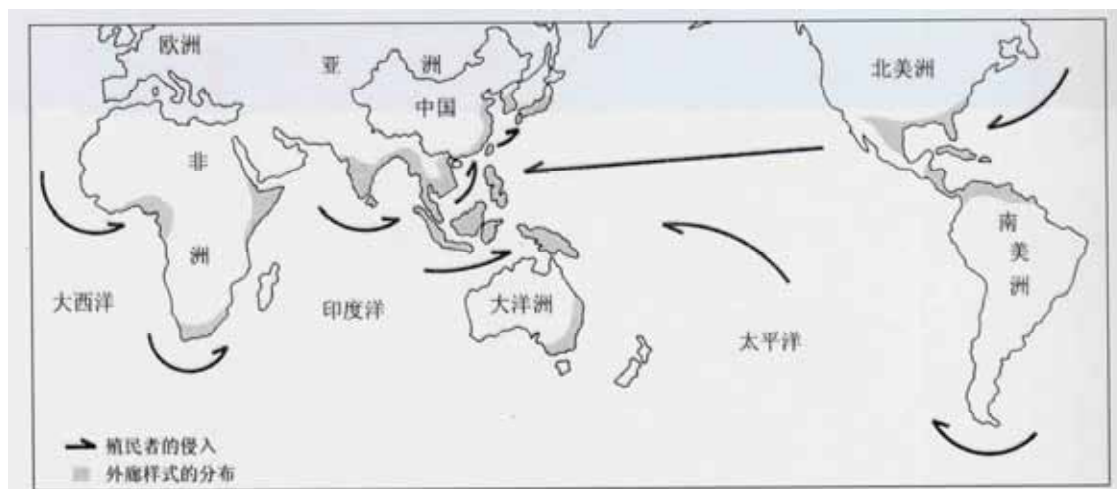 欧洲
亚洲
北美洲
中国
非洲
南美洲
大西洋
印度洋
大洋洲
太平洋
殖民者的侵入
外廊样式的分布